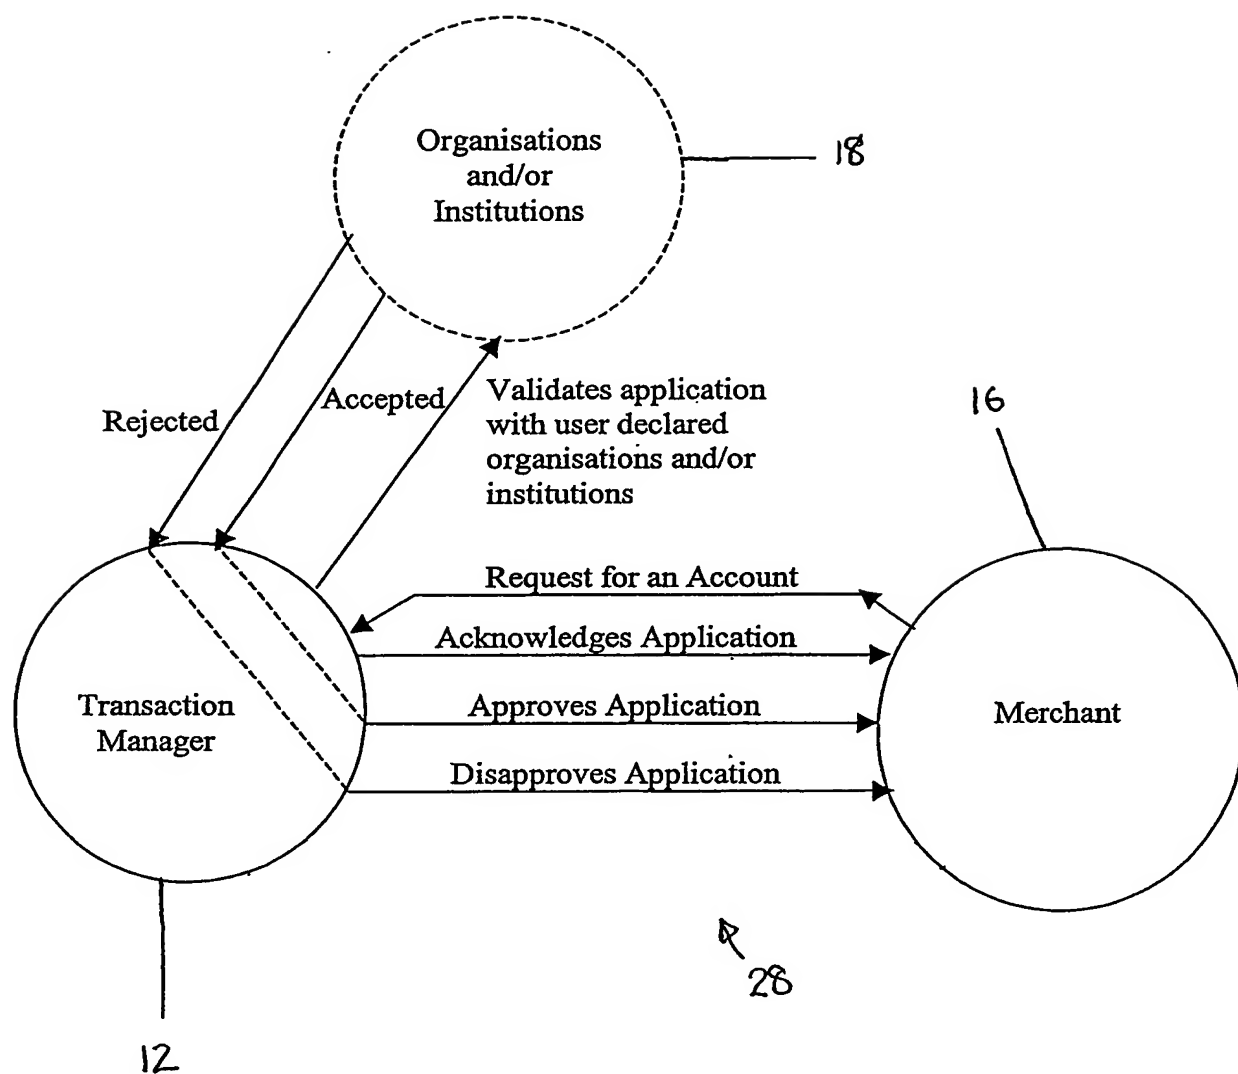 Organisations
and/or
Institutions
18
Rejected
Accepted
Validates application
with user declared
organisations and/or
institutions
16
Request for an Account
Acknowledges Application
Approves Application
Disapproves Application
Transaction
Manager
Merchant
28
12